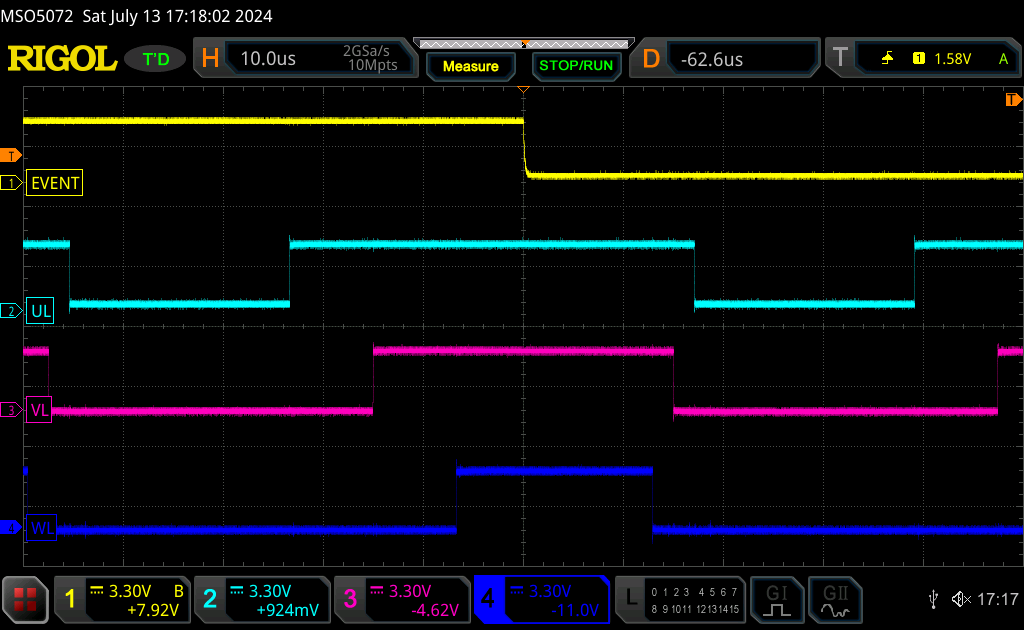 MSO5072 Sat July 13 17:18:02 2024
RIGOL T'D H 10.0us 2GSa/s 10Mpts Measure STOP/RUN D -62.6us T 1 1.58V A
T
T
1 EVENT
2 UL
3 VL
4 WL
1 3.30V B +7.92V
2 3.30V +924mV
3 3.30V -4.62V
4 3.30V -11.0V
L 0 1 2 3 4 5 6 7
8 9 10 11 12 13 14 15
GI GII
17:17